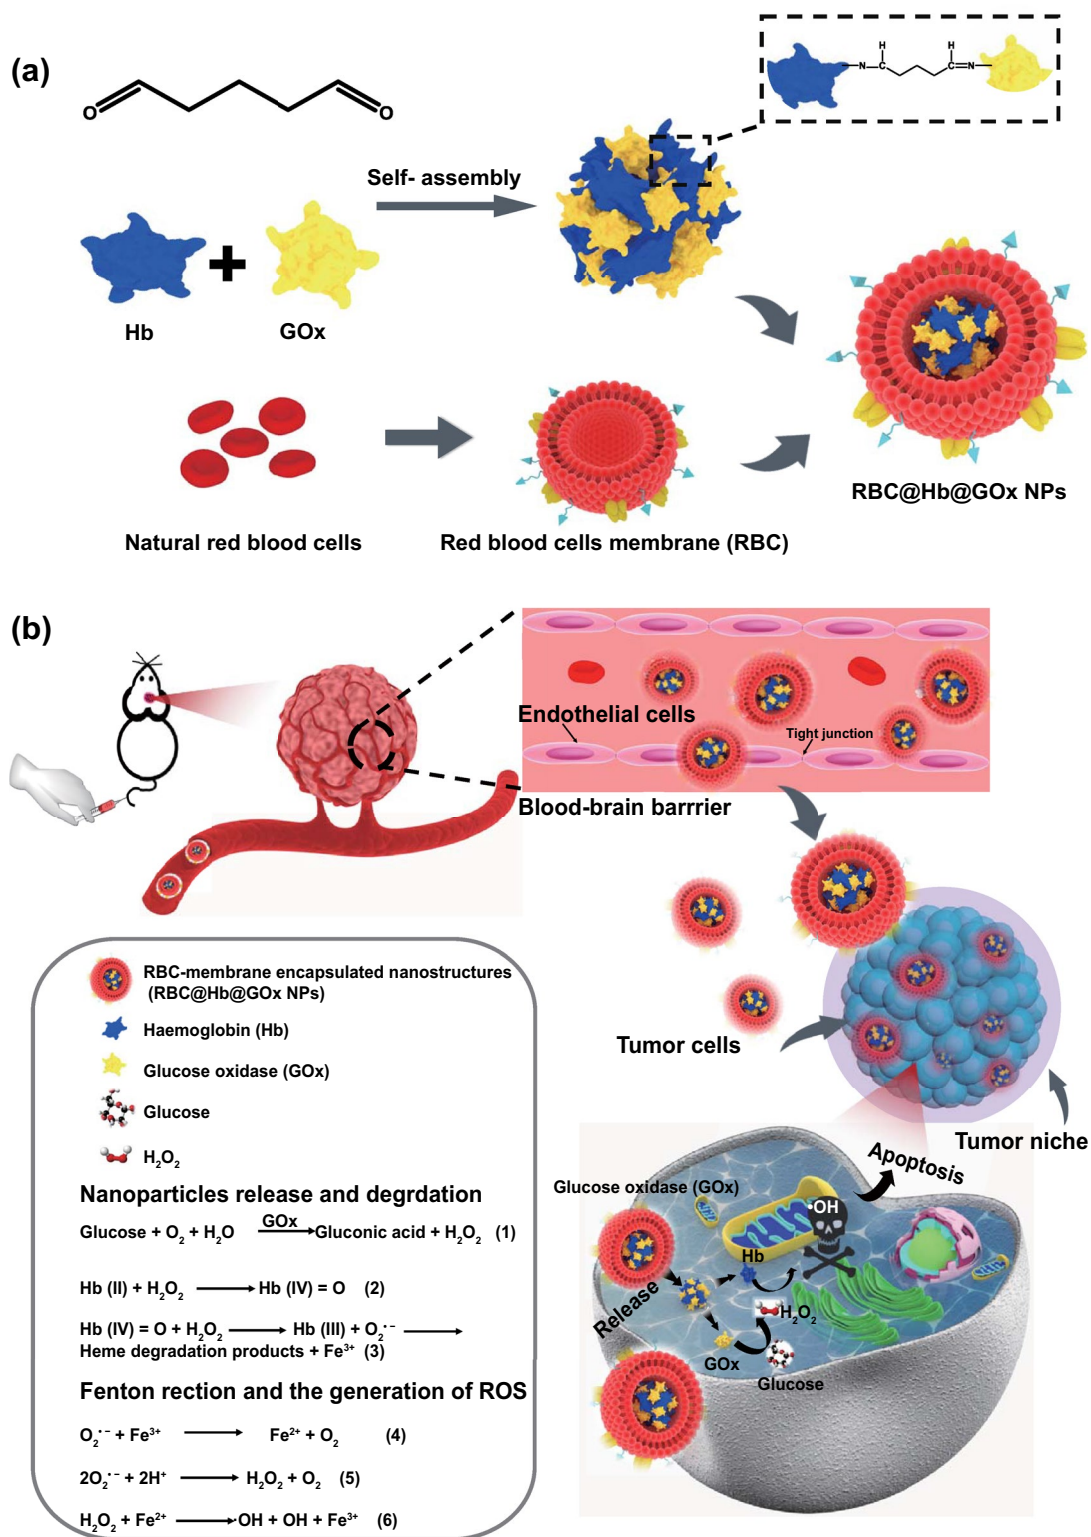 (a)
O
O
H
H
N
C
C
N
Self- assembly
Hb
GOx
Natural red blood cells
Red blood cells membrane (RBC)
RBC@Hb@GOx NPs
(b)
Endothelial cells
Tight junction
Blood-brain barrrier
Tumor cells
Tumor niche
RBC-membrane encapsulated nanostructures
(RBC@Hb@GOx NPs)
Haemoglobin (Hb)
Glucose oxidase (GOx)
Glucose
H₂O₂
Nanoparticles release and degrdation
GOx
Glucose + O₂ + H₂O ⟶ Gluconic acid + H₂O₂ (1)
Hb (II) + H₂O₂ ⟶ Hb (IV) = O (2)
Hb (IV) = O + H₂O₂ ⟶ Hb (III) + O₂˙⁻ ⟶
Heme degradation products + Fe³⁺ (3)
Fenton rection and the generation of ROS
O₂˙⁻ + Fe³⁺ ⟶ Fe²⁺ + O₂ (4)
2O₂˙⁻ + 2H⁺ ⟶ H₂O₂ + O₂ (5)
H₂O₂ + Fe²⁺ ⟶ ·OH + OH + Fe³⁺ (6)
Apoptosis
Glucose oxidase (GOx)
•OH
Hb
Release
H₂O₂
GOx
Glucose